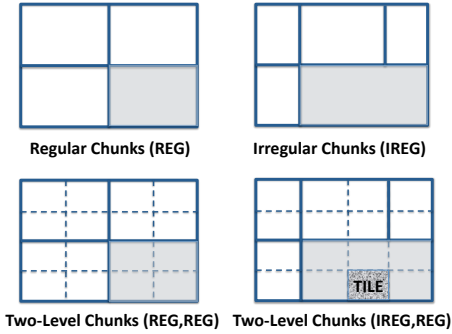 Regular Chunks (REG)
Irregular Chunks (IREG)
TILE
Two-Level Chunks (REG,REG)
Two-Level Chunks (IREG,REG)